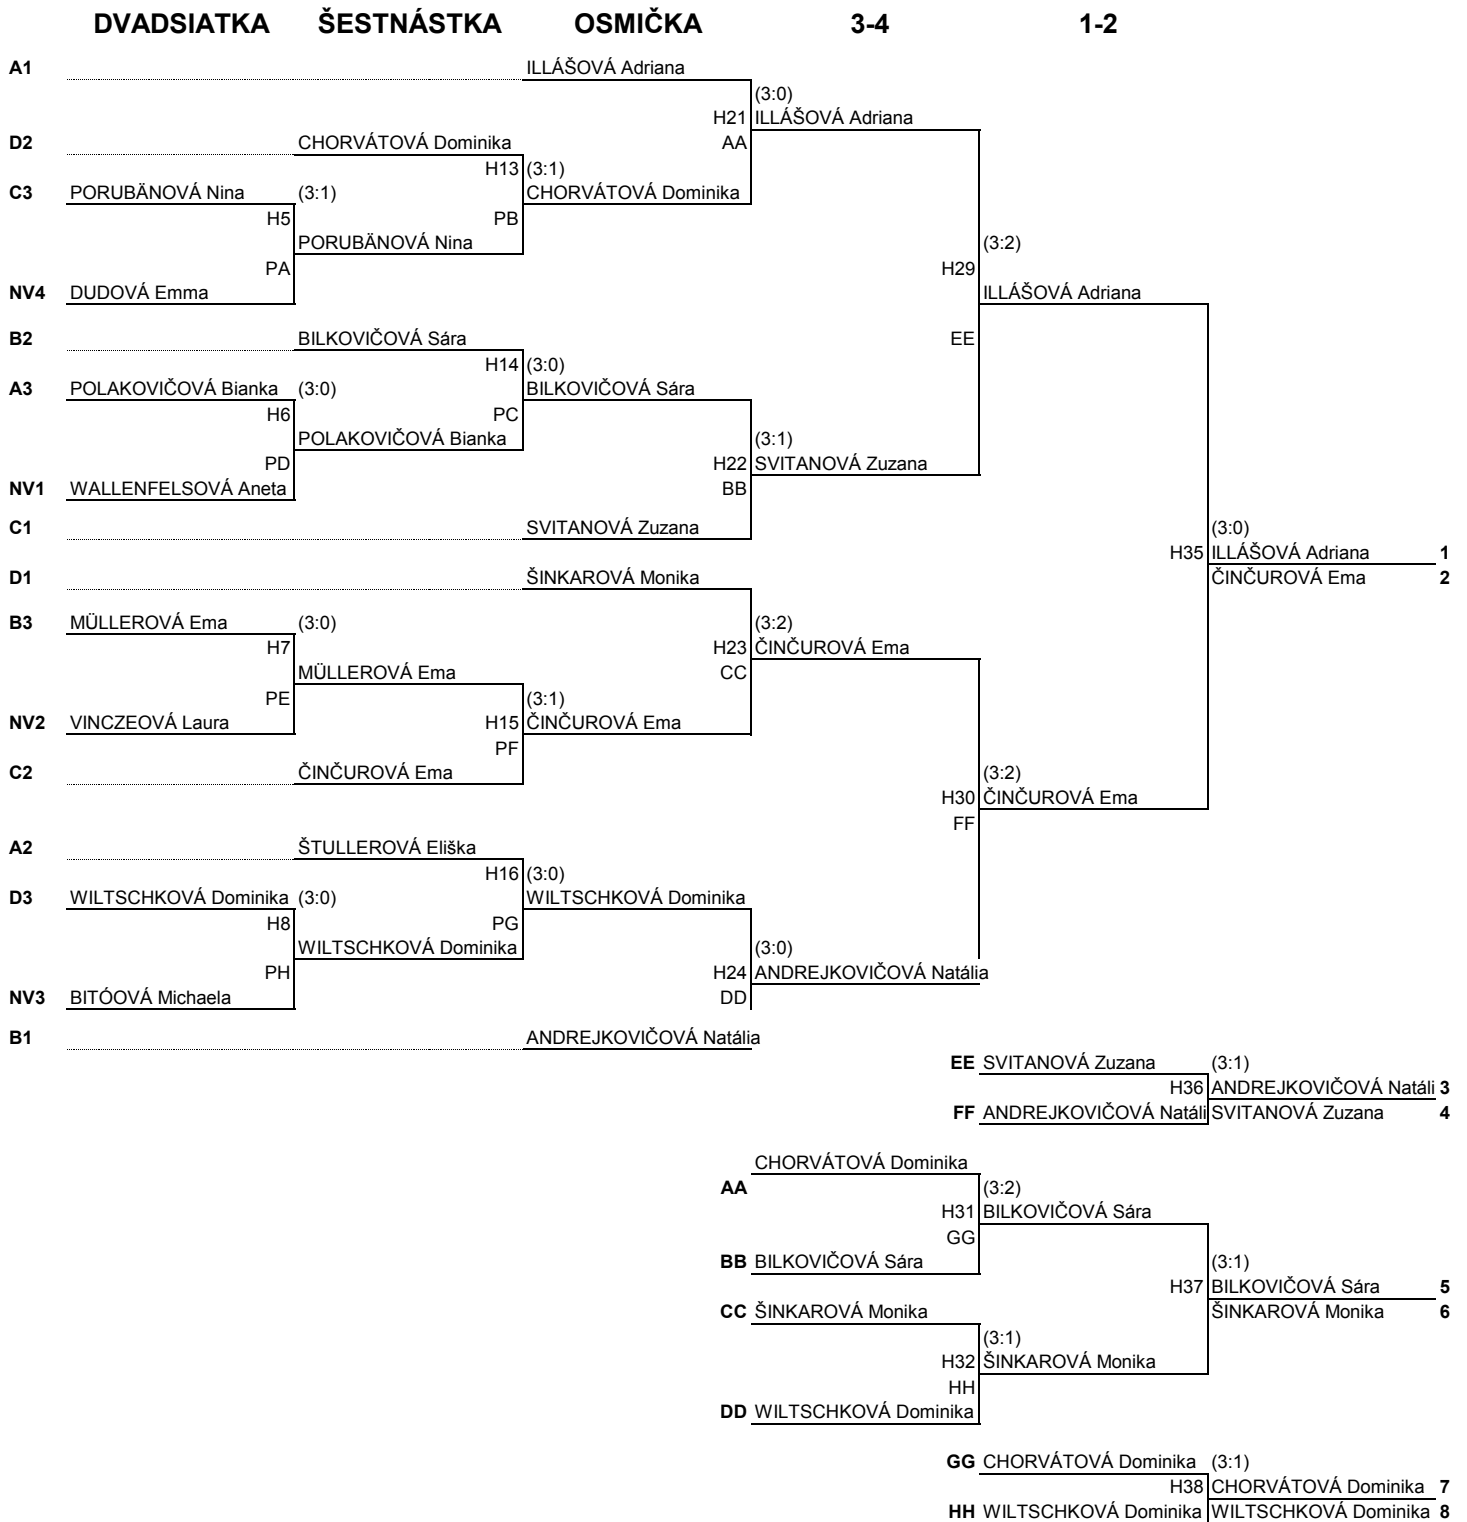 DVADSIATKA ŠESTNÁSTKA OSMIČKA 3-4 1-2
A1 ILLÁŠOVÁ Adriana
(3:0)
H21 ILLÁŠOVÁ Adriana
D2 CHORVÁTOVÁ Dominika AA
H13 (3:1)
C3 PORUBÄNOVÁ Nina (3:1) CHORVÁTOVÁ Dominika
H5 PB
PORUBÄNOVÁ Nina (3:2)
PA H29
NV4 DUDOVÁ Emma ILLÁŠOVÁ Adriana
B2 BILKOVIČOVÁ Sára EE
H14 (3:0)
A3 POLAKOVIČOVÁ Bianka (3:0) BILKOVIČOVÁ Sára
H6 PC
POLAKOVIČOVÁ Bianka (3:1)
PD H22 SVITANOVÁ Zuzana
NV1 WALLENFELSOVÁ Aneta BB
C1 SVITANOVÁ Zuzana (3:0)
H35 ILLÁŠOVÁ Adriana 1
D1 ŠINKAROVÁ Monika ČINČUROVÁ Ema 2
B3 MÜLLEROVÁ Ema (3:0) (3:2)
H7 H23 ČINČUROVÁ Ema
MÜLLEROVÁ Ema CC
PE (3:1)
NV2 VINCZEOVÁ Laura H15 ČINČUROVÁ Ema
PF
C2 ČINČUROVÁ Ema (3:2)
H30 ČINČUROVÁ Ema
FF
A2 ŠTULLEROVÁ Eliška
H16 (3:0)
D3 WILTSCHKOVÁ Dominika (3:0) WILTSCHKOVÁ Dominika
H8 PG
WILTSCHKOVÁ Dominika (3:0)
PH H24 ANDREJKOVIČOVÁ Natália
NV3 BITÓOVÁ Michaela DD
B1 ANDREJKOVIČOVÁ Natália
EE SVITANOVÁ Zuzana (3:1)
H36 ANDREJKOVIČOVÁ Natáli 3
FF ANDREJKOVIČOVÁ Natáli SVITANOVÁ Zuzana 4
CHORVÁTOVÁ Dominika
AA (3:2)
H31 BILKOVIČOVÁ Sára
GG
BB BILKOVIČOVÁ Sára (3:1)
H37 BILKOVIČOVÁ Sára 5
CC ŠINKAROVÁ Monika ŠINKAROVÁ Monika 6
(3:1)
H32 ŠINKAROVÁ Monika
HH
DD WILTSCHKOVÁ Dominika
GG CHORVÁTOVÁ Dominika (3:1)
H38 CHORVÁTOVÁ Dominika 7
HH WILTSCHKOVÁ Dominika WILTSCHKOVÁ Dominika 8